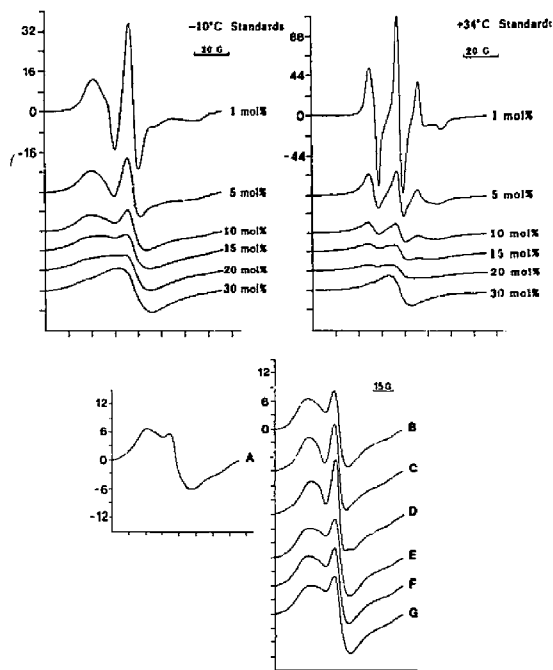 -10°C Standards
20 G
32
16
0
-16
1 mol%
5 mol%
10 mol%
15 mol%
20 mol%
30 mol%
+34°C Standards
20 G
88
44
0
-44
1 mol%
5 mol%
10 mol%
15 mol%
20 mol%
30 mol%
12
6
0
-6
-12
A
15G
12
6
0
B
C
D
E
F
G